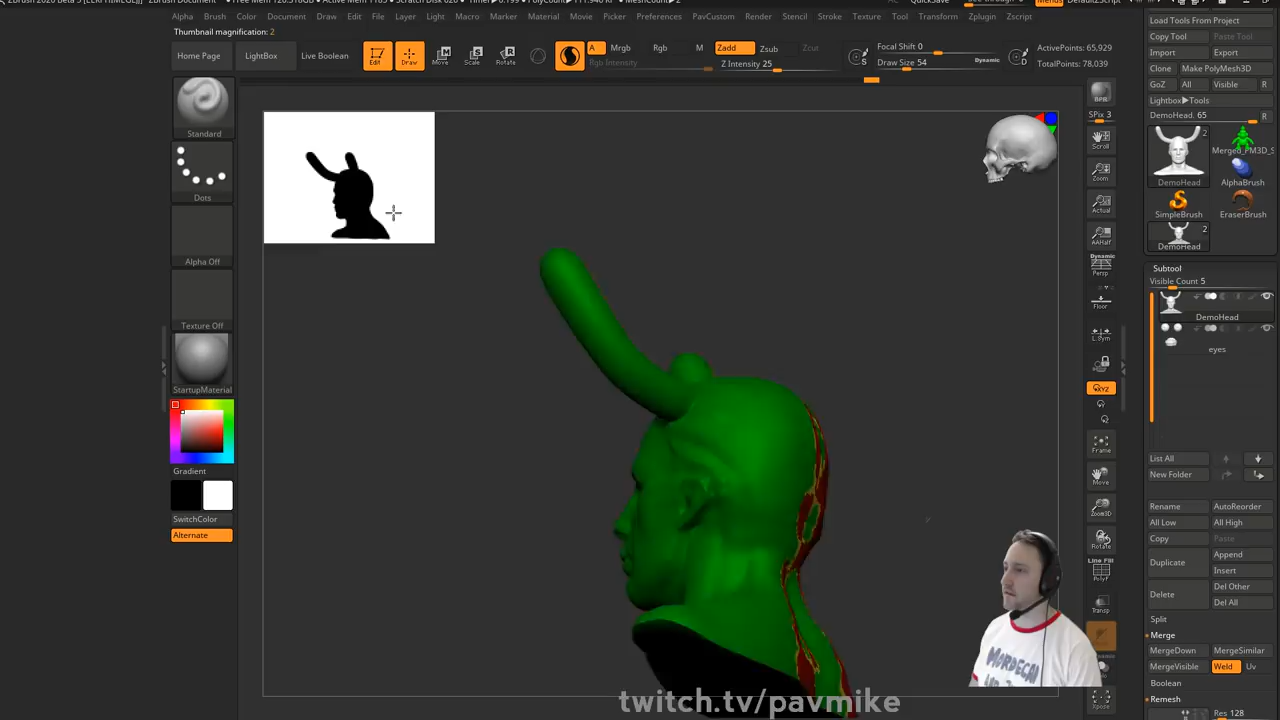 Alpha Brush Color Document Draw Edit File Layer Light Macro Marker Material Movie Picker Preferences PavCustom Render Stencil Stroke Texture Tool Transform Zplugin Zscript
Thumbnail magnification: 2
Home Page LightBox Live Boolean Edit Draw Move Scale Rotate A Mrgb Rgb M Zadd Zsub Zcut
Rgb Intensity Z Intensity 25
Focal Shift 0 ActivePoints: 65,929
Draw Size 54 Dynamic TotalPoints: 78,039
Standard
Dots
Alpha Off
Texture Off
StartupMaterial
Gradient
SwitchColor
Alternate
BPR
SPix 3
Scroll
Zoom
Actual
AAHalf
Dynamic
Persp
Floor
L.Sym
XYZ
Frame
Move
Zoom3D
Rotate
Line Fill
PolyF
Transp
Xpose
Load Tools From Project
Copy Tool Paste Tool
Import Export
Clone Make PolyMesh3D
GoZ All Visible R
Lightbox▶Tools
DemoHead. 65 R
2
DemoHead Merged_PM3D_S
AlphaBrush
SimpleBrush EraserBrush
2
DemoHead
Subtool
Visible Count 5
DemoHead
eyes
List All
New Folder
Rename AutoReorder
All Low All High
Copy Paste
Duplicate Append
Insert
Delete Del Other
Del All
Split
Merge
MergeDown MergeSimilar
MergeVisible Weld Uv
Boolean
Remesh
Res 128
MORDECAI
twitch.tv/pavmike